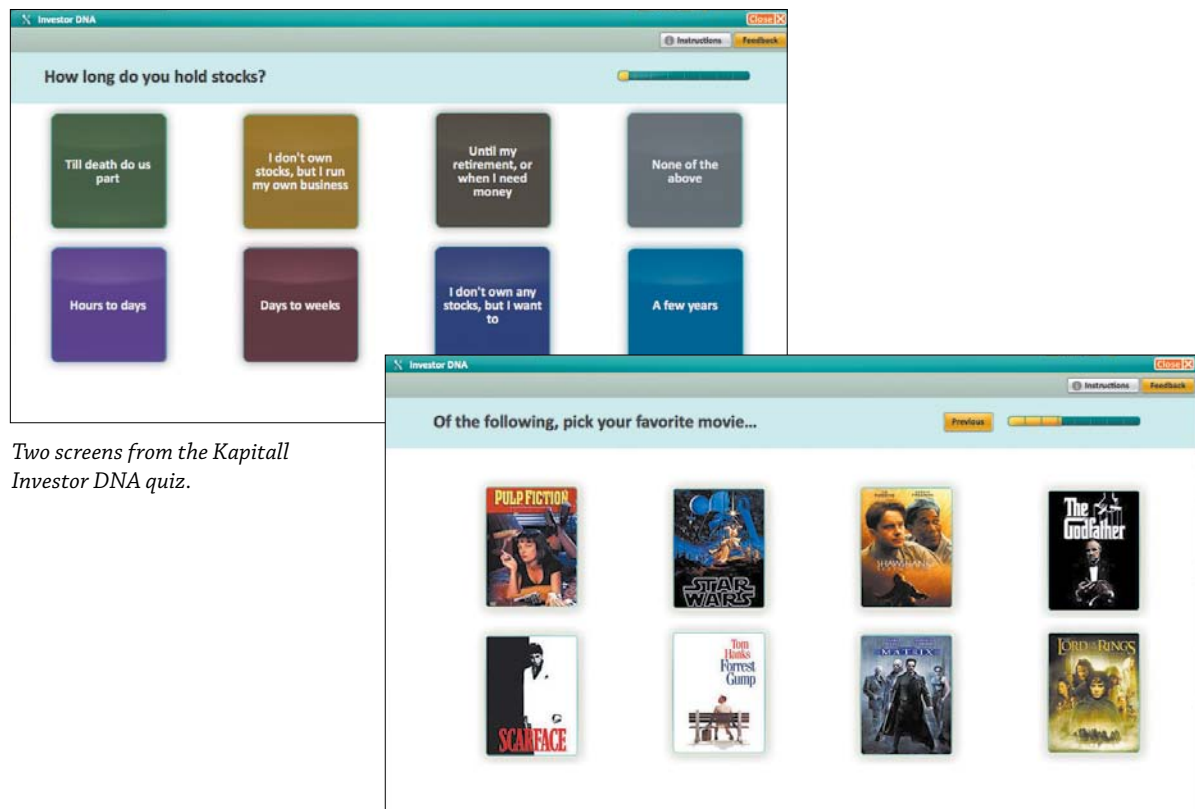 Investor DNA
Close X
Instructions
Feedback
How long do you hold stocks?
Till death do us
part
I don't own
stocks, but I run
my own business
Until my
retirement, or
when I need
money
None of the
above
Hours to days
Days to weeks
I don't own any
stocks, but I want
to
A few years
Two screens from the Kapitall
Investor DNA quiz.
Investor DNA
Close X
Instructions
Feedback
Of the following, pick your favorite movie...
Previous
PULP FICTION
STAR
WARS
SHAWSHANK
The
Godfather
SCARFACE
Tom
Hanks
Forrest
Gump
MATRIX
LORD OF THE RINGS